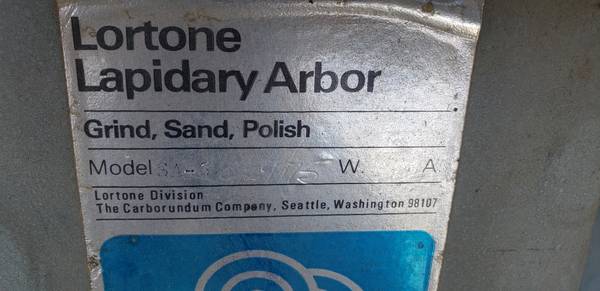 Lortone
Lapidary Arbor
Grind, Sand, Polish
Model W. A
Lortone Division
The Carborundum Company, Seattle, Washington 98107